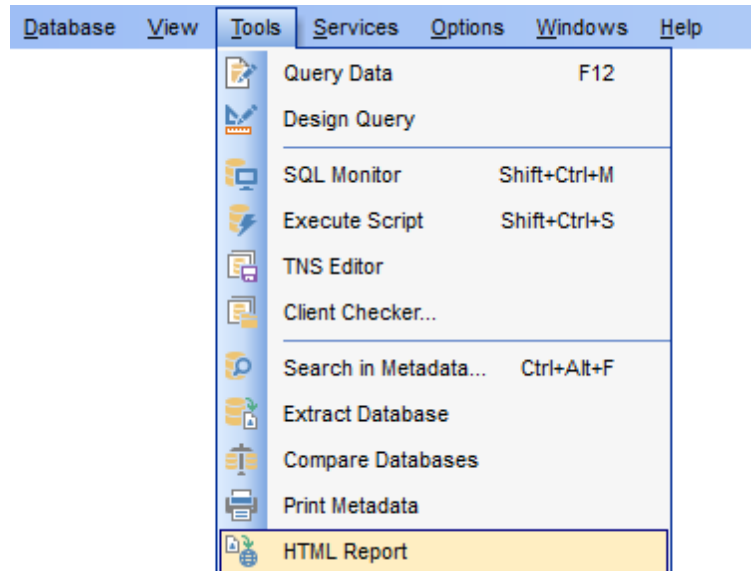 Database View Tools Services Options Windows Help
Query Data F12
Design Query
SQL Monitor Shift+Ctrl+M
Execute Script Shift+Ctrl+S
TNS Editor
Client Checker...
Search in Metadata... Ctrl+Alt+F
Extract Database
Compare Databases
Print Metadata
HTML Report